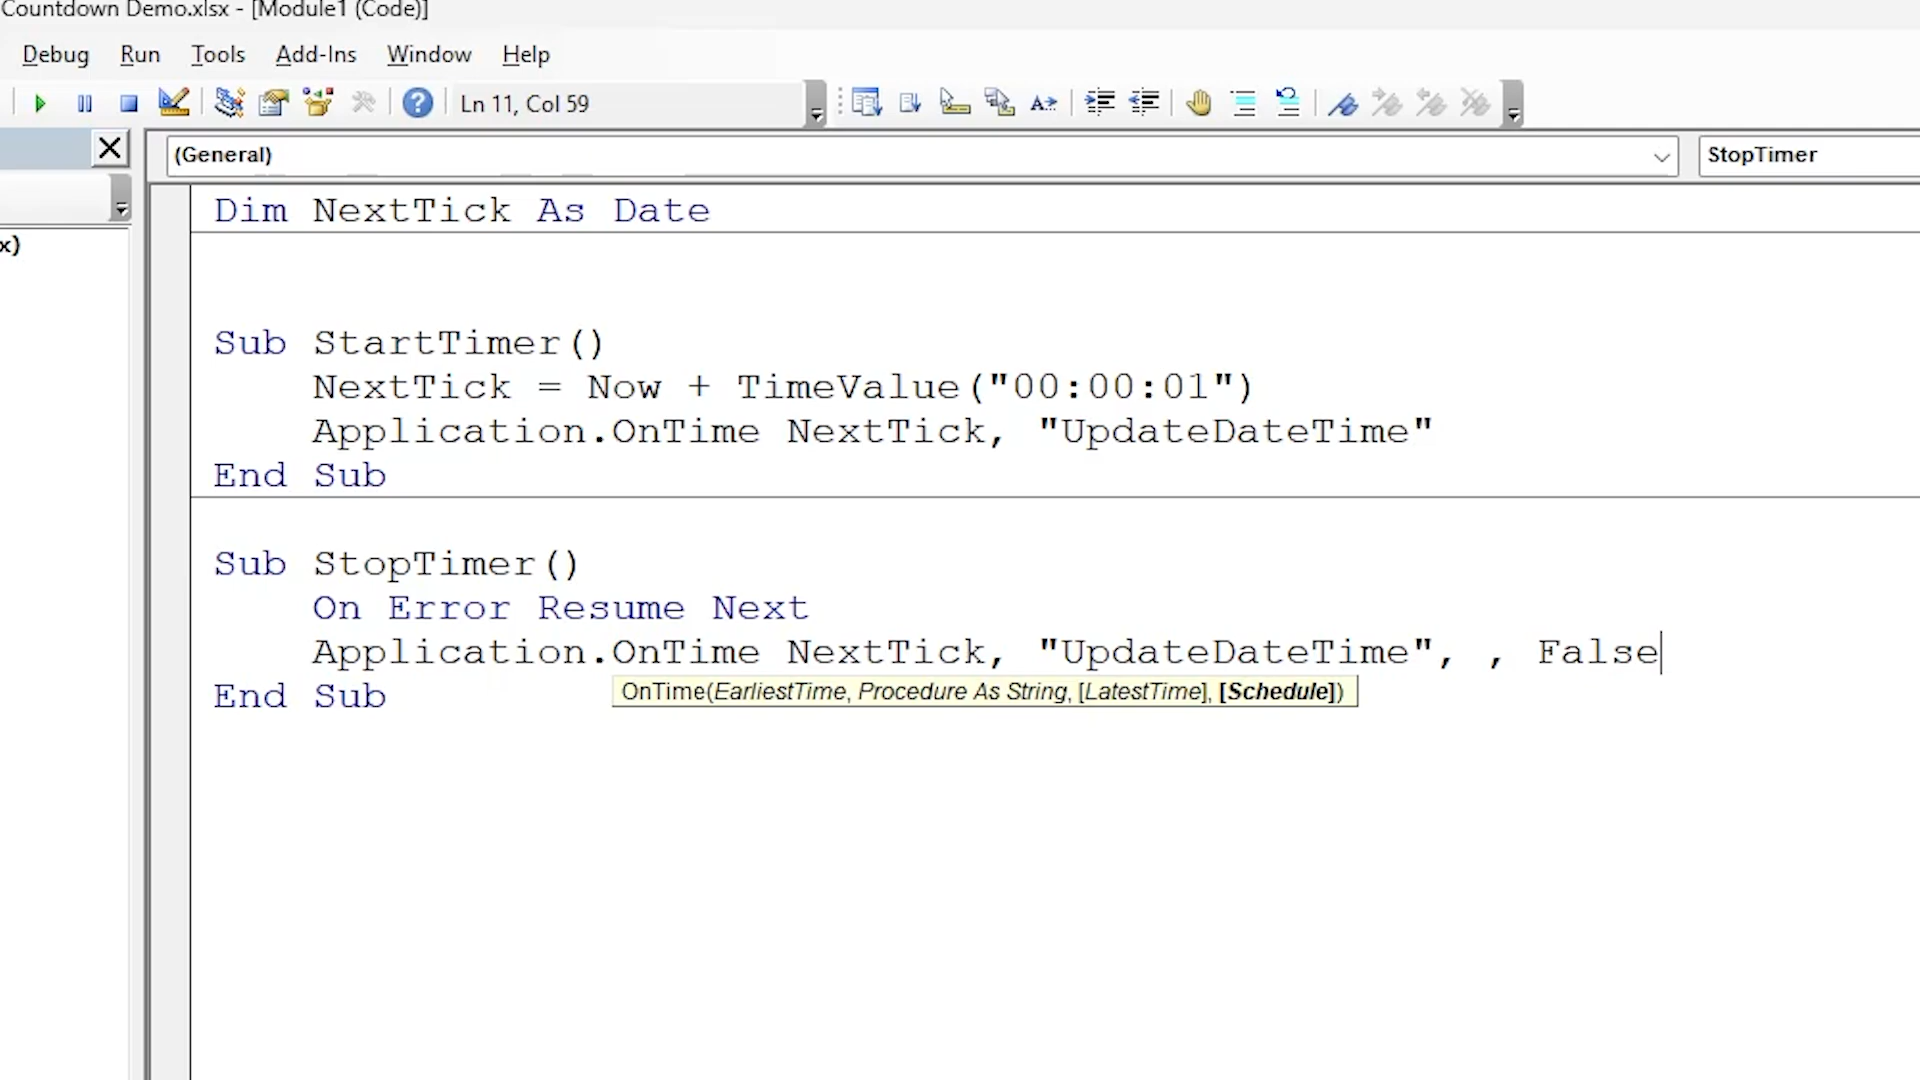 Countdown Demo.xlsx - [Module1 (Code)]
Debug Run Tools Add-Ins Window Help
Ln 11, Col 59
(General) StopTimer
x)
Dim NextTick As Date
Sub StartTimer()
NextTick = Now + TimeValue("00:00:01")
Application.OnTime NextTick, "UpdateDateTime"
End Sub
Sub StopTimer()
On Error Resume Next
Application.OnTime NextTick, "UpdateDateTime", , False
OnTime(EarliestTime, Procedure As String, [LatestTime], [Schedule])
End Sub